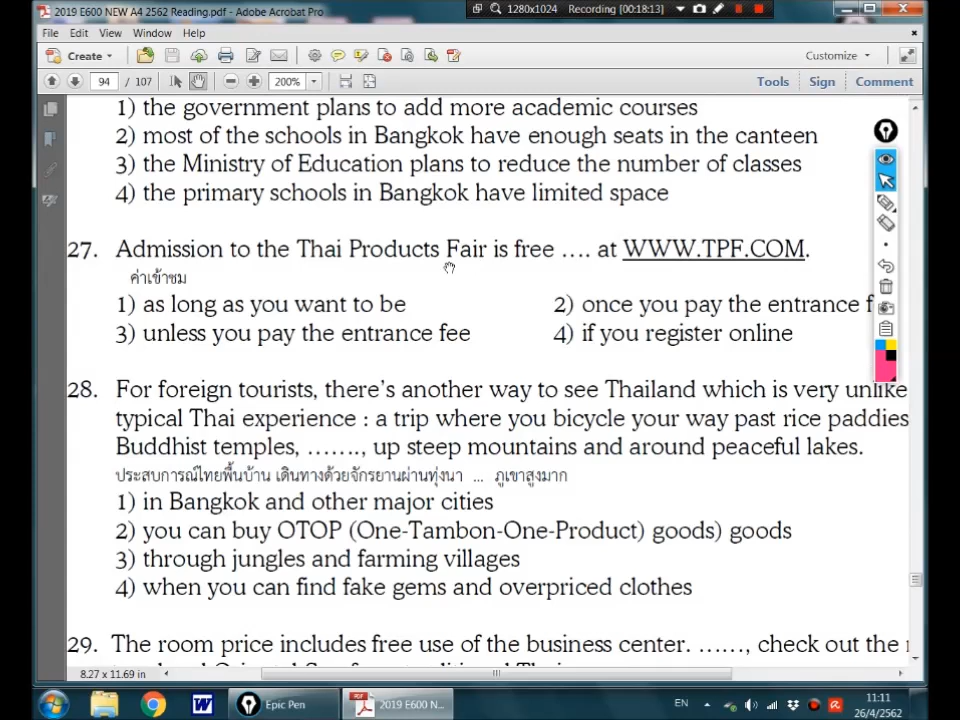 2019 E600 NEW A4 2562 Reading.pdf - Adobe Acrobat Pro
1280x1024 Recording [00:18:13]
File Edit View Window Help
Create Customize
94 / 107 200% Tools Sign Comment
1) the government plans to add more academic courses
2) most of the schools in Bangkok have enough seats in the canteen
3) the Ministry of Education plans to reduce the number of classes
4) the primary schools in Bangkok have limited space
27. Admission to the Thai Products Fair is free .... at WWW.TPF.COM.
ค่าเข้าชม
1) as long as you want to be 2) once you pay the entrance f
3) unless you pay the entrance fee 4) if you register online
28. For foreign tourists, there's another way to see Thailand which is very unlike
typical Thai experience : a trip where you bicycle your way past rice paddies
Buddhist temples, ......., up steep mountains and around peaceful lakes.
ประสบการณ์ไทยพื้นบ้าน เดินทางด้วยจักรยานผ่านทุ่งนา ... ภูเขาสูงมาก
1) in Bangkok and other major cities
2) you can buy OTOP (One-Tambon-One-Product) goods) goods
3) through jungles and farming villages
4) when you can find fake gems and overpriced clothes
29. The room price includes free use of the business center. ......, check out the
8.27 x 11.69 in
Epic Pen 2019 E600 N... EN 11:11
26/4/2562